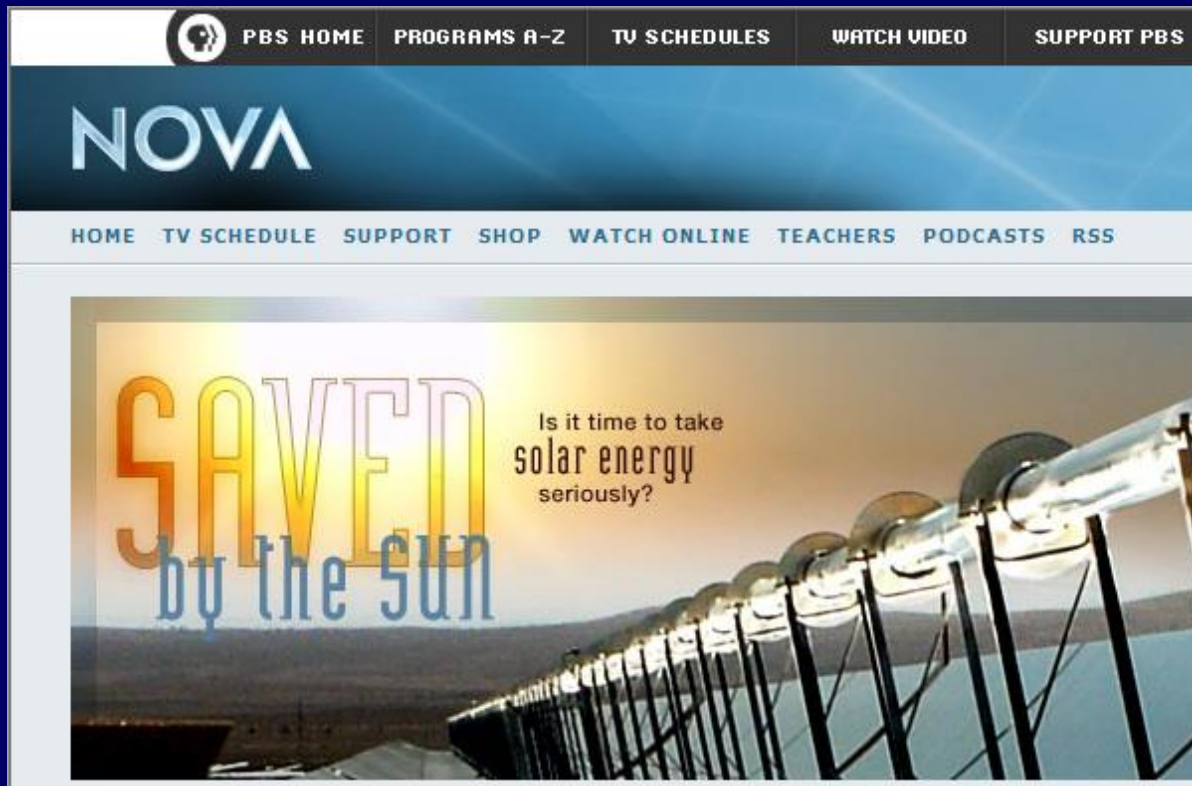 PBS HOME PROGRAMS A-Z TV SCHEDULES WATCH VIDEO SUPPORT PBS
NOVA
HOME TV SCHEDULE SUPPORT SHOP WATCH ONLINE TEACHERS PODCASTS RSS
SAVED
by the SUN
Is it time to take
solar energy
seriously?